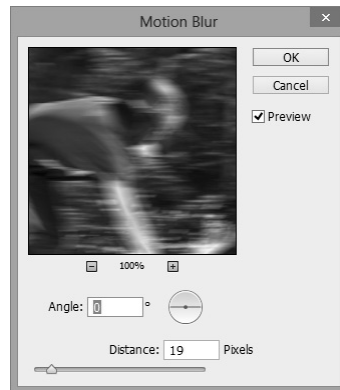 Motion Blur
×
OK
Cancel
Preview
100%
Angle: 0 °
Distance: 19 Pixels